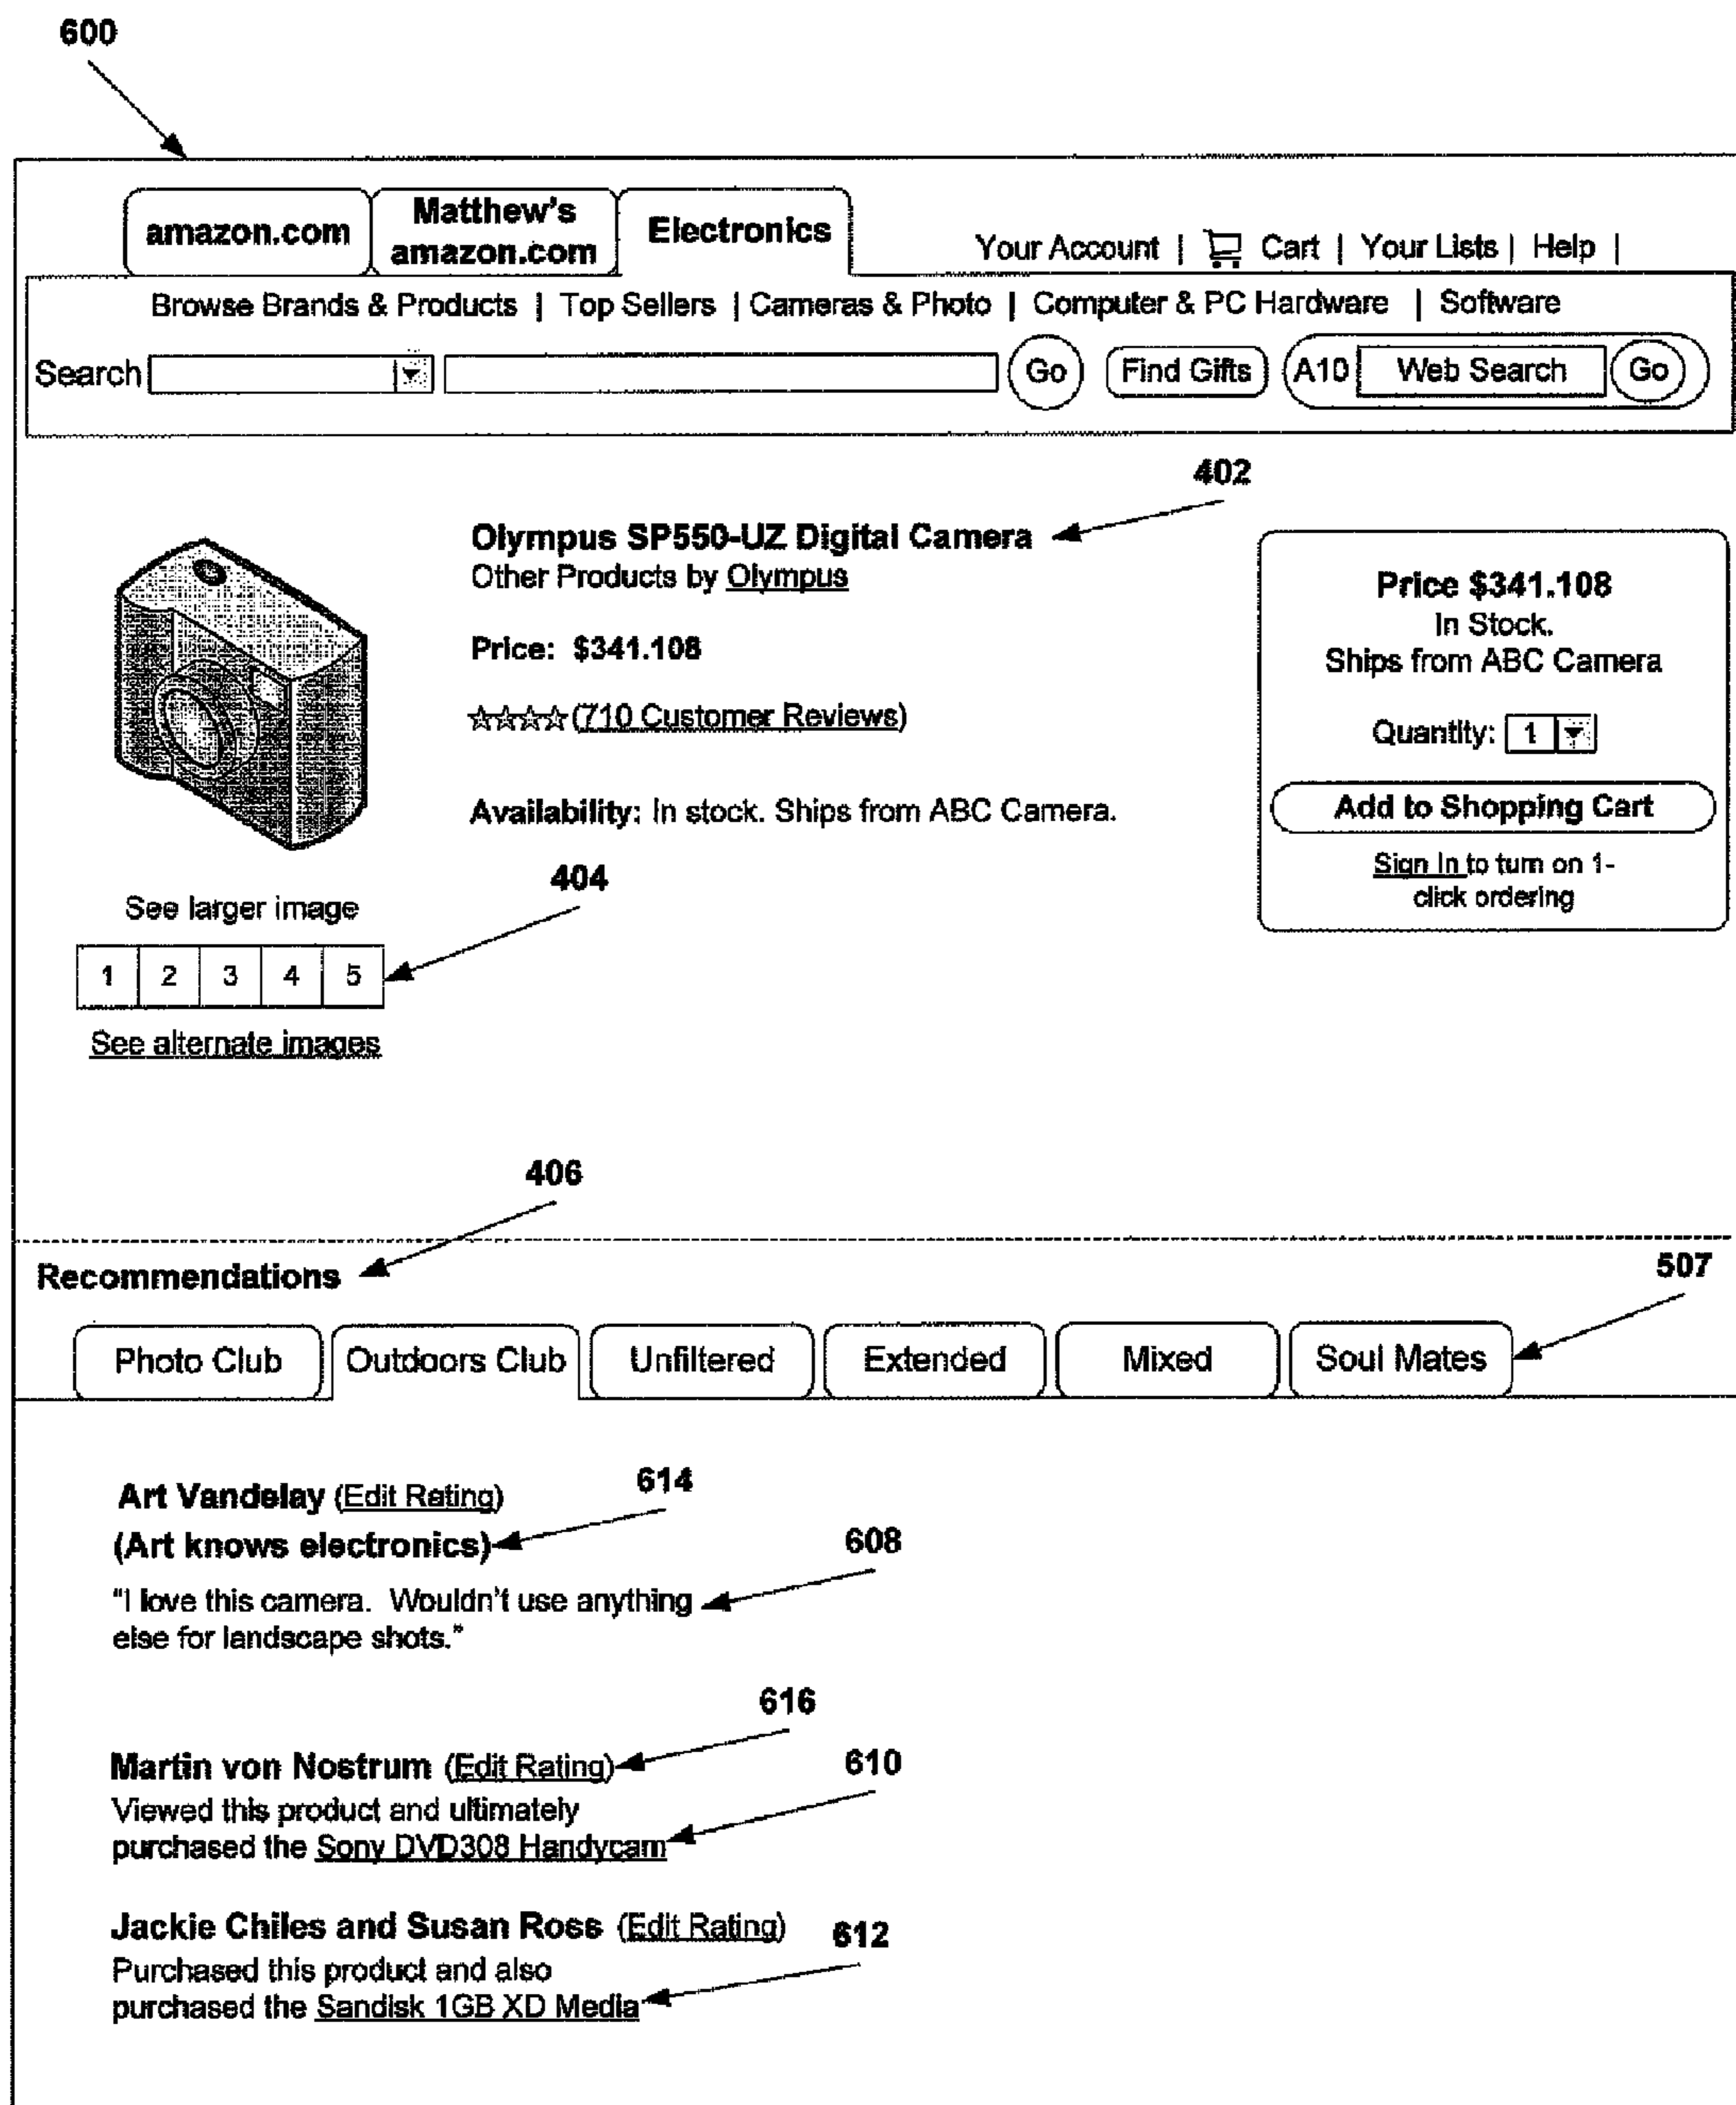 600
amazon.com
Matthew's
amazon.com
Electronics
Your Account | Cart | Your Lists | Help |
Browse Brands & Products | Top Sellers | Cameras & Photo | Computer & PC Hardware | Software
Search Go Find Gifts A10 Web Search Go
402
Olympus SP550-UZ Digital Camera
Other Products by Olympus
Price: $341.108
☆☆☆☆(710 Customer Reviews)
Availability: In stock. Ships from ABC Camera.
Price $341.108
In Stock.
Ships from ABC Camera
Quantity: 1
Add to Shopping Cart
Sign In to turn on 1-
click ordering
404
See larger image
1 2 3 4 5
See alternate images
406
Recommendations
507
Photo Club Outdoors Club Unfiltered Extended Mixed Soul Mates
614
Art Vandelay (Edit Rating)
(Art knows electronics)
608
"I love this camera. Wouldn't use anything
else for landscape shots."
616
Martin von Nostrum (Edit Rating)
610
Viewed this product and ultimately
purchased the Sony DVD308 Handycam
Jackie Chiles and Susan Ross (Edit Rating)
612
Purchased this product and also
purchased the Sandisk 1GB XD Media